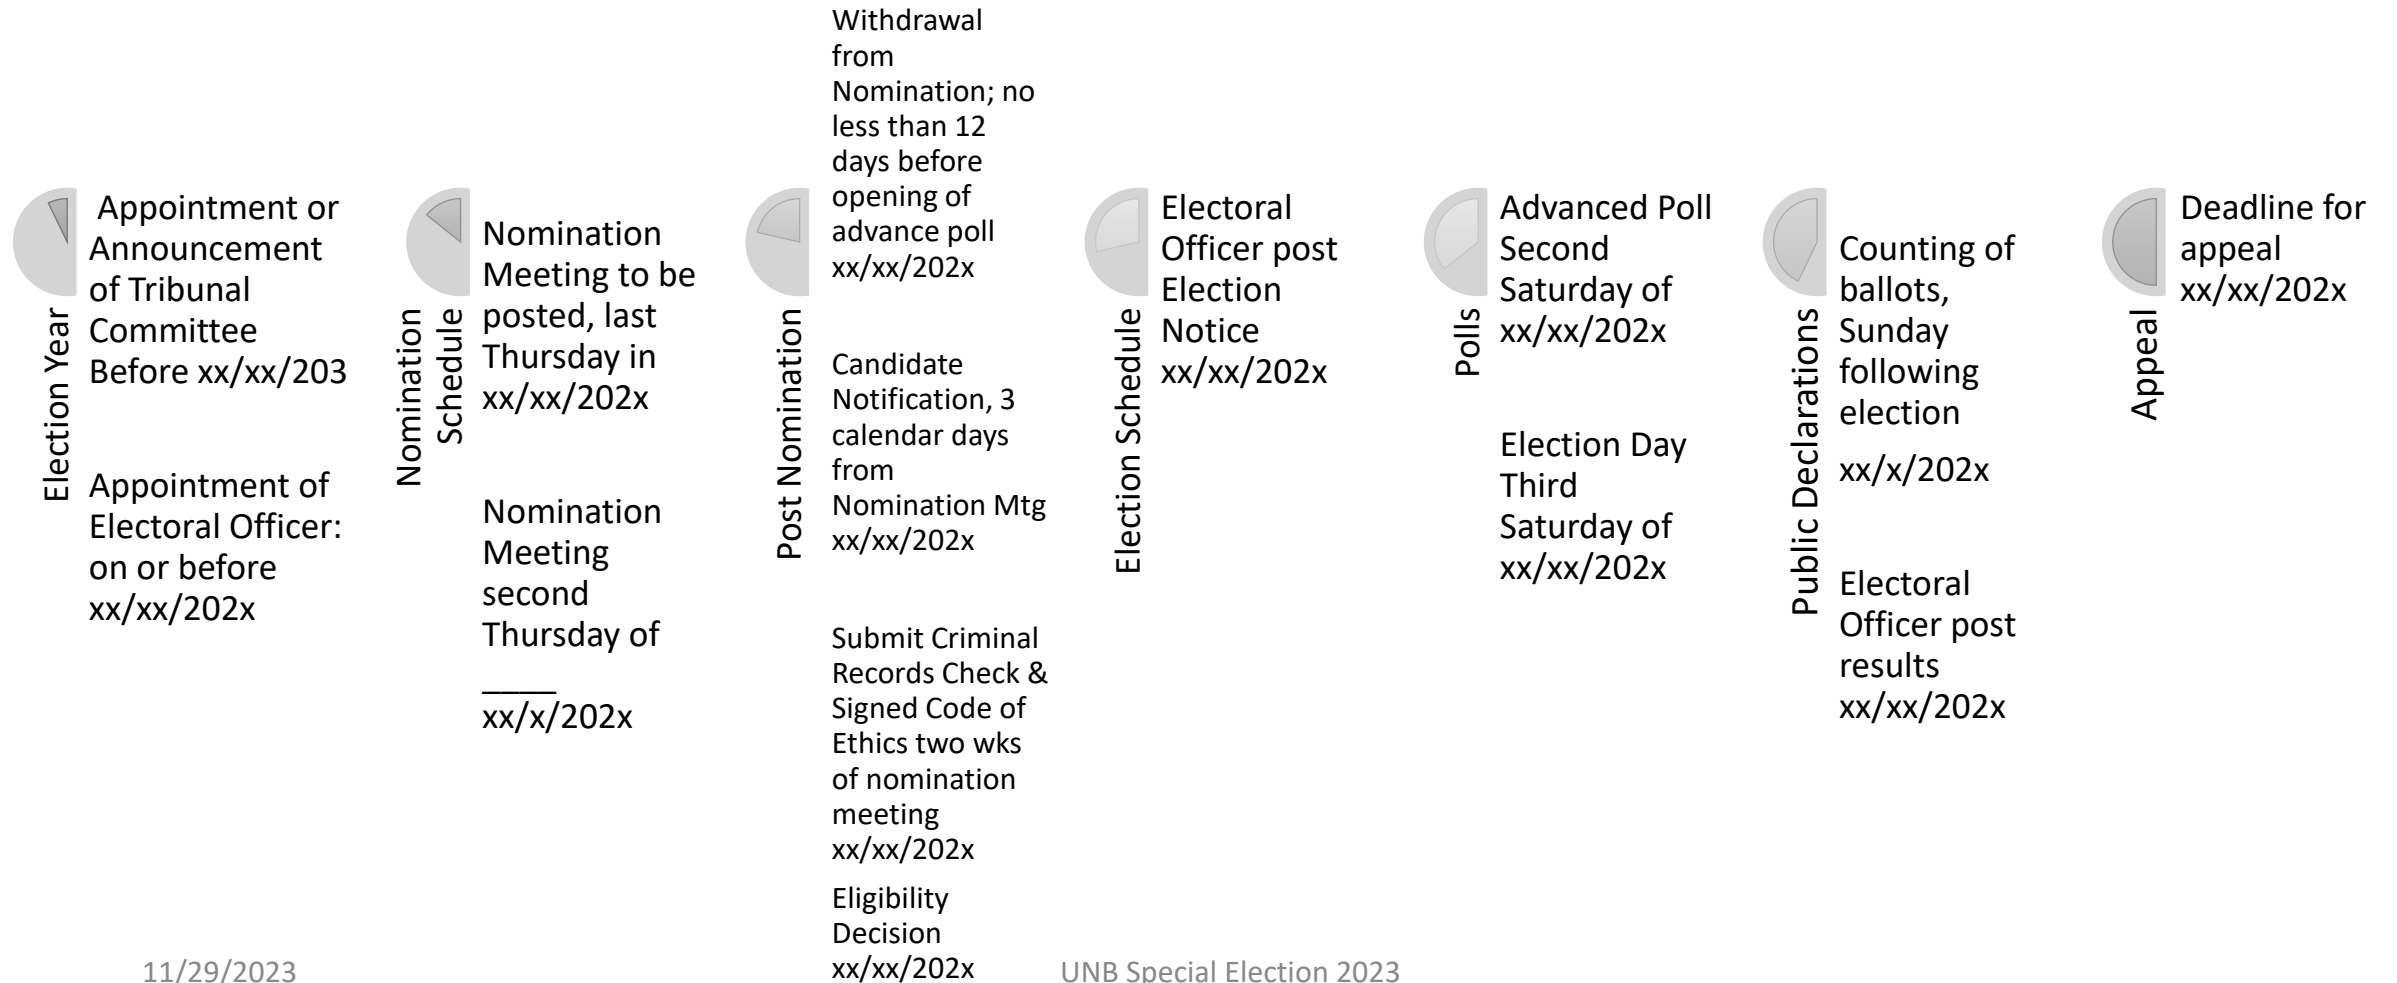 Election Year
Appointment or
Announcement
of Tribunal
Committee
Before xx/xx/203
Appointment of
Electoral Officer:
on or before
xx/xx/202x
Nomination
Schedule
Nomination
Meeting to be
posted, last
Thursday in
xx/xx/202x
Nomination
Meeting
second
Thursday of
____
xx/x/202x
Post Nomination
Withdrawal
from
Nomination; no
less than 12
days before
opening of
advance poll
xx/xx/202x
Candidate
Notification, 3
calendar days
from
Nomination Mtg
xx/xx/202x
Submit Criminal
Records Check &
Signed Code of
Ethics two wks
of nomination
meeting
xx/xx/202x
Eligibility
Decision
xx/xx/202x
Election Schedule
Electoral
Officer post
Election
Notice
xx/xx/202x
Polls
Advanced Poll
Second
Saturday of
xx/xx/202x
Election Day
Third
Saturday of
xx/xx/202x
Public Declarations
Counting of
ballots,
Sunday
following
election
xx/x/202x
Electoral
Officer post
results
xx/xx/202x
Appeal
Deadline for
appeal
xx/xx/202x
11/29/2023
UNB Special Election 2023